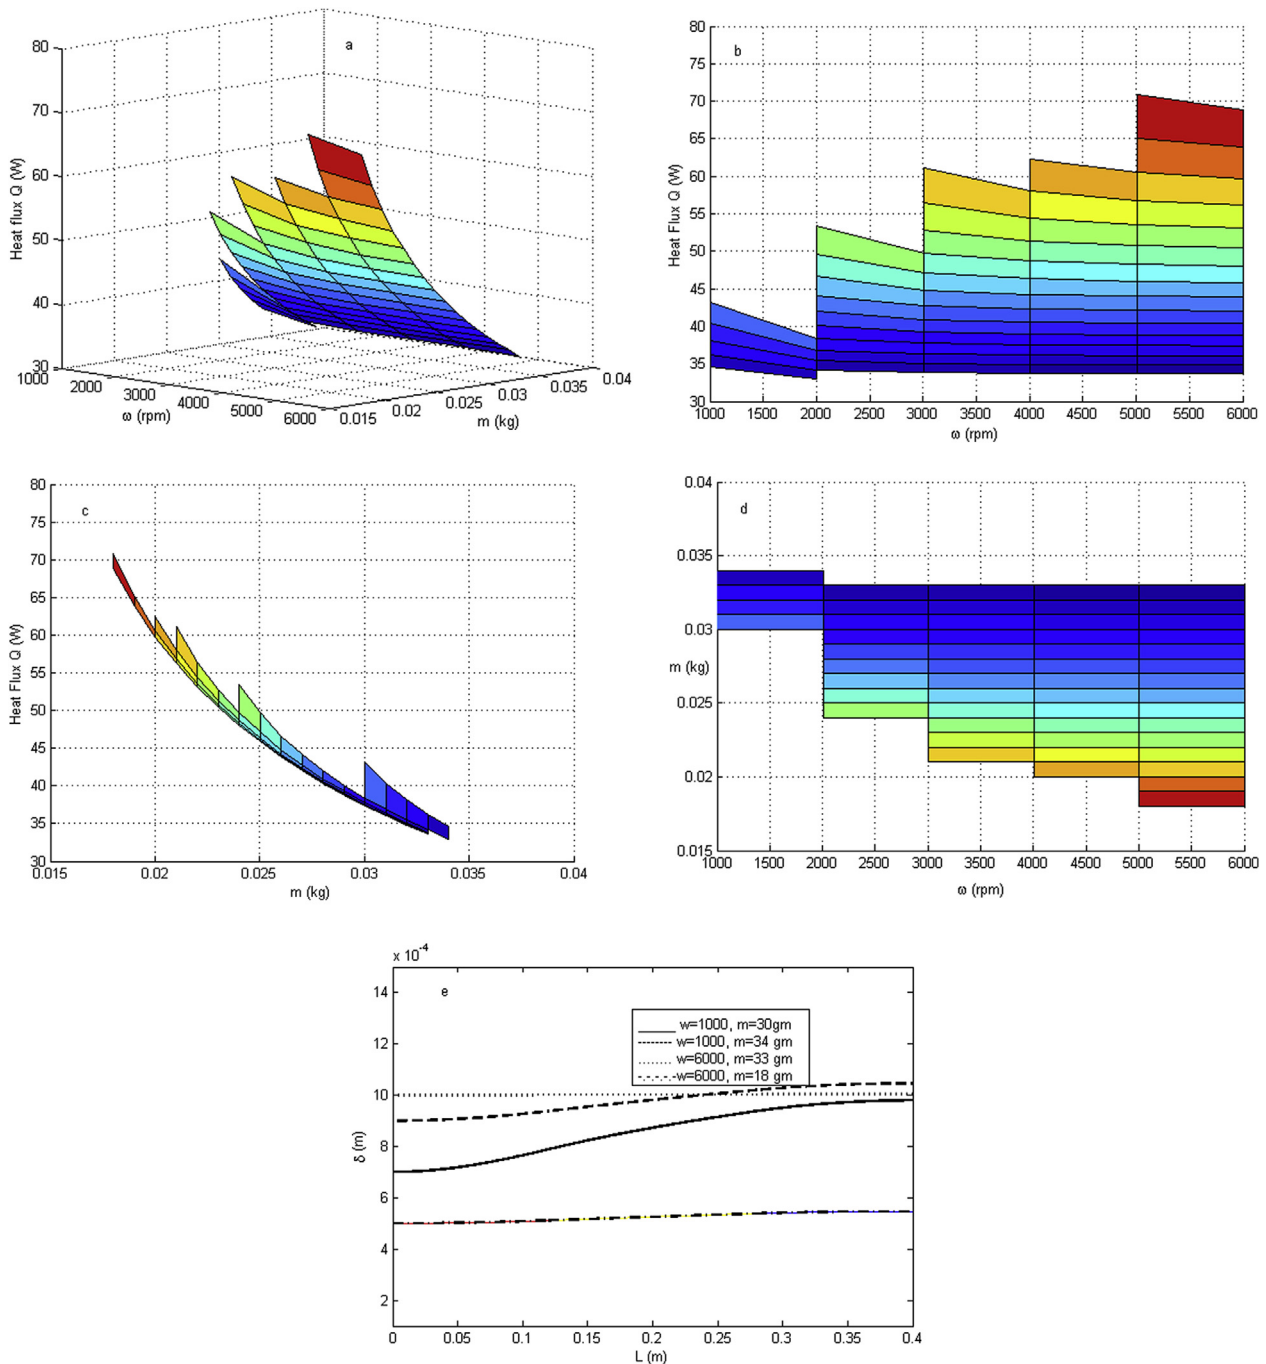 a
80
70
60
50
40
30
Heat flux Q (W)
1000
2000
3000
4000
5000
6000
ω (rpm)
0.015
0.02
0.025
0.03
0.035
0.04
m (kg)
b
80
75
70
65
60
55
50
45
40
35
30
Heat Flux Q (W)
1000 1500 2000 2500 3000 3500 4000 4500 5000 5500 6000
ω (rpm)
c
80
75
70
65
60
55
50
45
40
35
30
Heat Flux Q (W)
0.015 0.02 0.025 0.03 0.035 0.04
m (kg)
d
0.04
0.035
0.03
m (kg)
0.025
0.02
0.015
1000 1500 2000 2500 3000 3500 4000 4500 5000 5500 6000
ω (rpm)
x 10-4
e
14
12
10
8
6
4
2
δ (m)
w=1000, m=30gm
w=1000, m=34 gm
w=6000, m=33 gm
w=6000, m=18 gm
0 0.05 0.1 0.15 0.2 0.25 0.3 0.35 0.4
L (m)